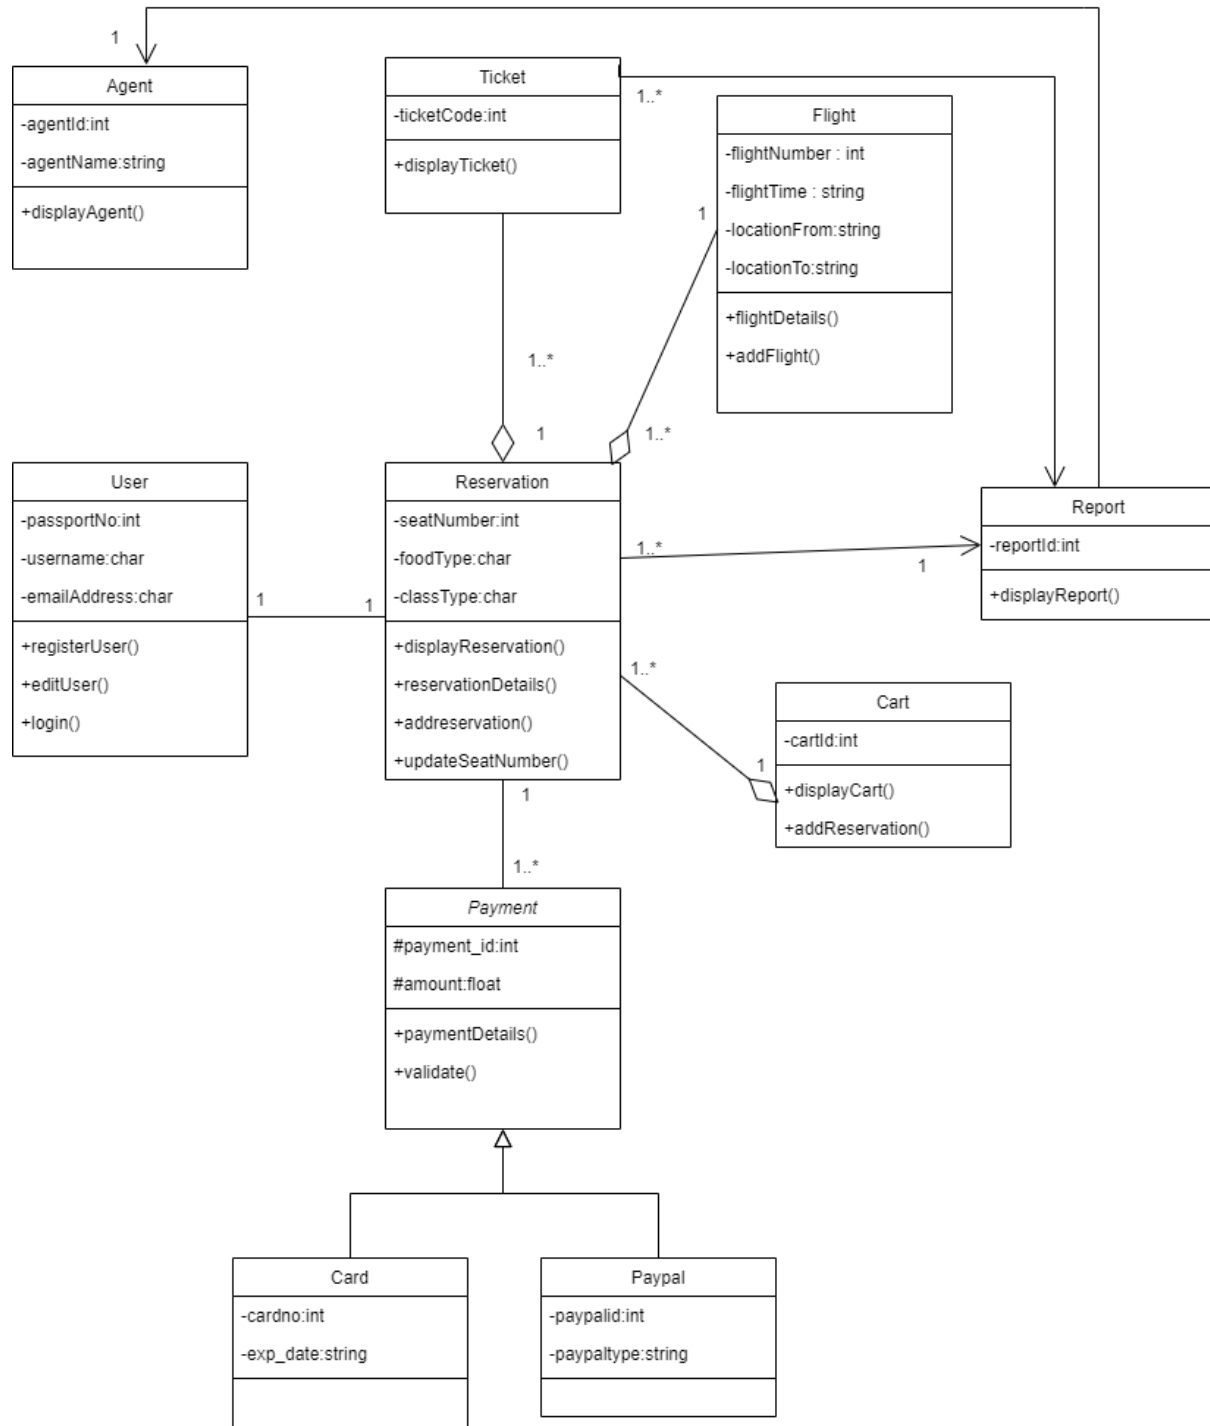 1
Agent
-agentId:int
-agentName:string
+displayAgent()
Ticket
-ticketCode:int
+displayTicket()
1..*
Flight
-flightNumber : int
-flightTime : string
-locationFrom:string
-locationTo:string
+flightDetails()
+addFlight()
1
1..*
1
1..*
User
-passportNo:int
-username:char
-emailAddress:char
+registerUser()
+editUser()
+login()
1
1
Reservation
-seatNumber:int
-foodType:char
-classType:char
+displayReservation()
+reservationDetails()
+addreservation()
+updateSeatNumber()
1..*
1
Report
-reportId:int
+displayReport()
1..*
1
Cart
-cartId:int
+displayCart()
+addReservation()
1
1..*
Payment
#payment_id:int
#amount:float
+paymentDetails()
+validate()
Card
-cardno:int
-exp_date:string
Paypal
-paypalid:int
-paypaltype:string